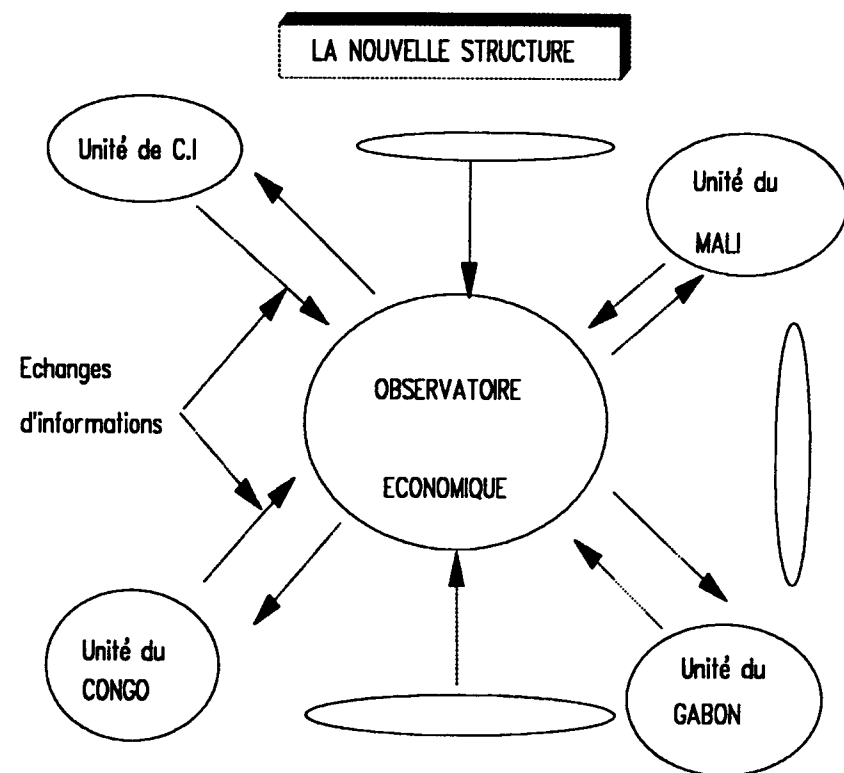 LA NOUVELLE STRUCTURE
Unité de C.I
Unité du
MALI
Echanges
d'informations
OBSERVATOIRE
ECONOMIQUE
Unité du
CONGO
Unité du
GABON